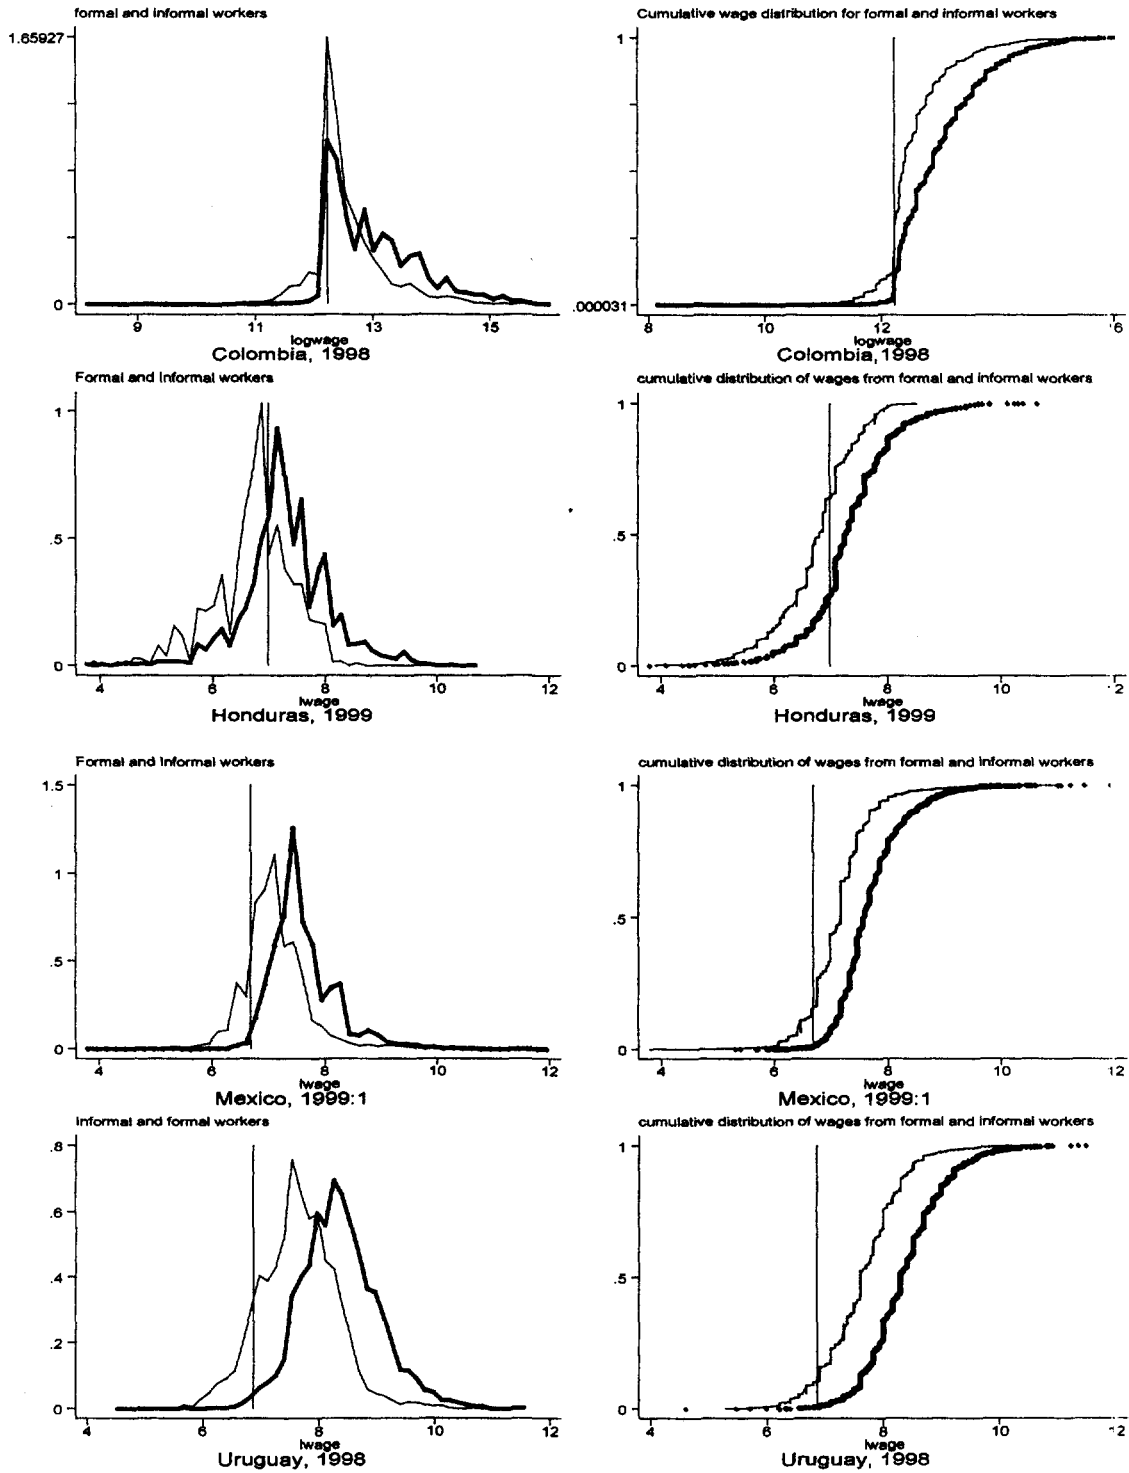 formal and informal workers
1.65927
0
9 11 13 15
logwage
Colombia, 1998
Cumulative wage distribution for formal and informal workers
1
.000031
8 10 12 '6
logwage
Colombia, 1998
Formal and Informal workers
1
.5
0
4 6 8 10 12
lwage
Honduras, 1999
cumulative distribution of wages from formal and informal workers
1
.5
0
4 6 8 10 '2
lwage
Honduras, 1999
Formal and Informal workers
1.5
1
.5
0
4 6 8 10 12
lwage
Mexico, 1999:1
cumulative distribution of wages from formal and informal workers
1
.5
0
4 6 8 10 12
lwage
Mexico, 1999:1
Informal and formal workers
.8
.6
.4
.2
0
4 6 8 10 12
lwage
Uruguay, 1998
cumulative distribution of wages from formal and informal workers
1
.5
0
4 6 8 10 '2
lwage
Uruguay, 1998